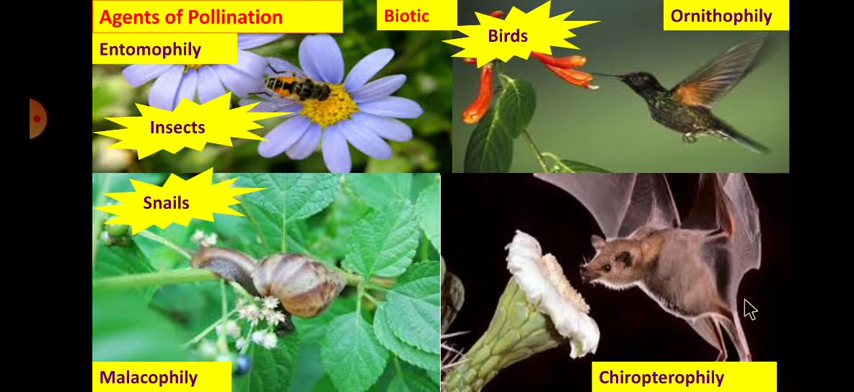 Agents of Pollination
Biotic
Ornithophily
Entomophily
Birds
Insects
Snails
Malacophily
Chiropterophily